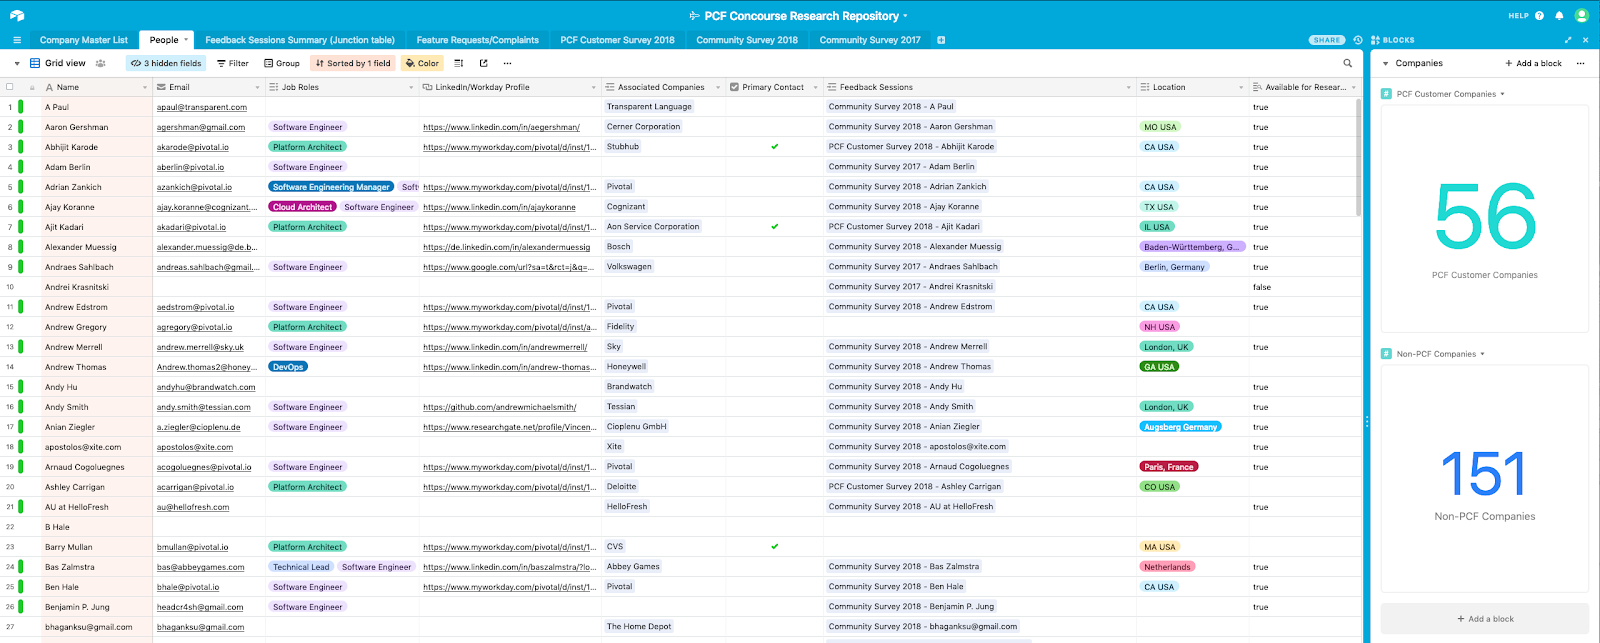 PCF Concourse Research Repository
HELP
Company Master List People Feedback Sessions Summary (Junction table) Feature Requests/Complaints PCF Customer Survey 2018 Community Survey 2018 Community Survey 2017 SHARE BLOCKS
Grid view 3 hidden fields Filter Group Sorted by 1 field Color ... Companies + Add a block ...
Name Email Job Roles LinkedIn/Workday Profile Associated Companies Primary Contact Feedback Sessions Location Available for Resear...
1 A Paul apaul@transparent.com Transparent Language Community Survey 2018 - A Paul true
2 Aaron Gershman agershman@gmail.com Software Engineer https://www.linkedin.com/in/aegershman/ Cerner Corporation Community Survey 2018 - Aaron Gershman MO USA true
3 Abhijit Karode akarode@pivotal.io Platform Architect https://www.myworkday.com/pivotal/d/inst/1... Stubhub PCF Customer Survey 2018 - Abhijit Karode CA USA true
4 Adam Berlin aberlin@pivotal.io Software Engineer Community Survey 2017 - Adam Berlin true
5 Adrian Zankich azankich@pivotal.io Software Engineering Manager Soft https://www.myworkday.com/pivotal/d/inst/1... Pivotal Community Survey 2018 - Adrian Zankich CA USA true
6 Ajay Koranne ajay.koranne@cognizant.... Cloud Architect Software Engineer https://www.linkedin.com/in/ajaykoranne Cognizant Community Survey 2018 - Ajay Koranne TX USA true
7 Ajit Kadari akadari@pivotal.io Platform Architect https://www.myworkday.com/pivotal/d/inst/1... Aon Service Corporation PCF Customer Survey 2018 - Ajit Kadari IL USA true
8 Alexander Muessig alexander.muessig@de.b... https://de.linkedin.com/in/alexandermuessig Bosch Community Survey 2018 - Alexander Muessig Baden-Württemberg, G... true
9 Andraes Sahlbach andreas.sahlbach@gmail.... Software Engineer https://www.google.com/url?sa=t&rct=j&q=... Volkswagen Community Survey 2017 - Andraes Sahlbach Berlin, Germany true
10 Andrei Krasnitski Community Survey 2017 - Andrei Krasnitski false
11 Andrew Edstrom aedstrom@pivotal.io Software Engineer https://www.myworkday.com/pivotal/d/inst/1... Pivotal Community Survey 2018 - Andrew Edstrom CA USA true
12 Andrew Gregory agregory@pivotal.io Platform Architect https://www.myworkday.com/pivotal/d/inst/a... Fidelity NH USA
13 Andrew Merrell andrew.merrell@sky.uk Software Engineer https://www.linkedin.com/in/andrewmerrell/ Sky Community Survey 2018 - Andrew Merrell London, UK true
14 Andrew Thomas Andrew.thomas2@honey... DevOps https://www.linkedin.com/in/andrew-thomas... Honeywell Community Survey 2018 - Andrew Thomas GA USA
15 Andy Hu andyhu@brandwatch.com Brandwatch Community Survey 2018 - Andy Hu true
16 Andy Smith andy.smith@tessian.com Software Engineer https://github.com/andrewmichaelsmith/ Tessian Community Survey 2018 - Andy Smith London, UK true
17 Anian Ziegler a.ziegler@cioplenu.de Software Engineer https://www.researchgate.net/profile/Vincen... Cioplenu GmbH Community Survey 2018 - Anian Ziegler Augsberg Germany true
18 apostolos@xite.com apostolos@xite.com Xite Community Survey 2018 - apostolos@xite.com true
19 Arnaud Cogoluegnes acogoluegnes@pivotal.io Software Engineer https://www.myworkday.com/pivotal/d/inst/1... Pivotal Community Survey 2018 - Arnaud Cogoluegnes Paris, France true
20 Ashley Carrigan acarrigan@pivotal.io Platform Architect https://www.myworkday.com/pivotal/d/inst/1... Deloitte PCF Customer Survey 2018 - Ashley Carrigan CO USA
21 AU at HelloFresh au@hellofresh.com HelloFresh Community Survey 2018 - AU at HelloFresh true
22 B Hale
23 Barry Mullan bmullan@pivotal.io Platform Architect https://www.myworkday.com/pivotal/d/inst/1... CVS MA USA
24 Bas Zalmstra bas@abbeygames.com Technical Lead Software Engineer https://www.linkedin.com/in/baszalmstra/?lo... Abbey Games Community Survey 2018 - Bas Zalmstra Netherlands true
25 Ben Hale bhale@pivotal.io Software Engineer https://www.myworkday.com/pivotal/d/inst/1... Pivotal Community Survey 2018 - Ben Hale CA USA true
26 Benjamin P. Jung headcr4sh@gmail.com Software Engineer Community Survey 2018 - Benjamin P. Jung true
27 bhaganksu@gmail.com bhaganksu@gmail.com The Home Depot Community Survey 2018 - bhaganksu@gmail.com
# PCF Customer Companies
56
PCF Customer Companies
# Non-PCF Companies
151
Non-PCF Companies
+ Add a block